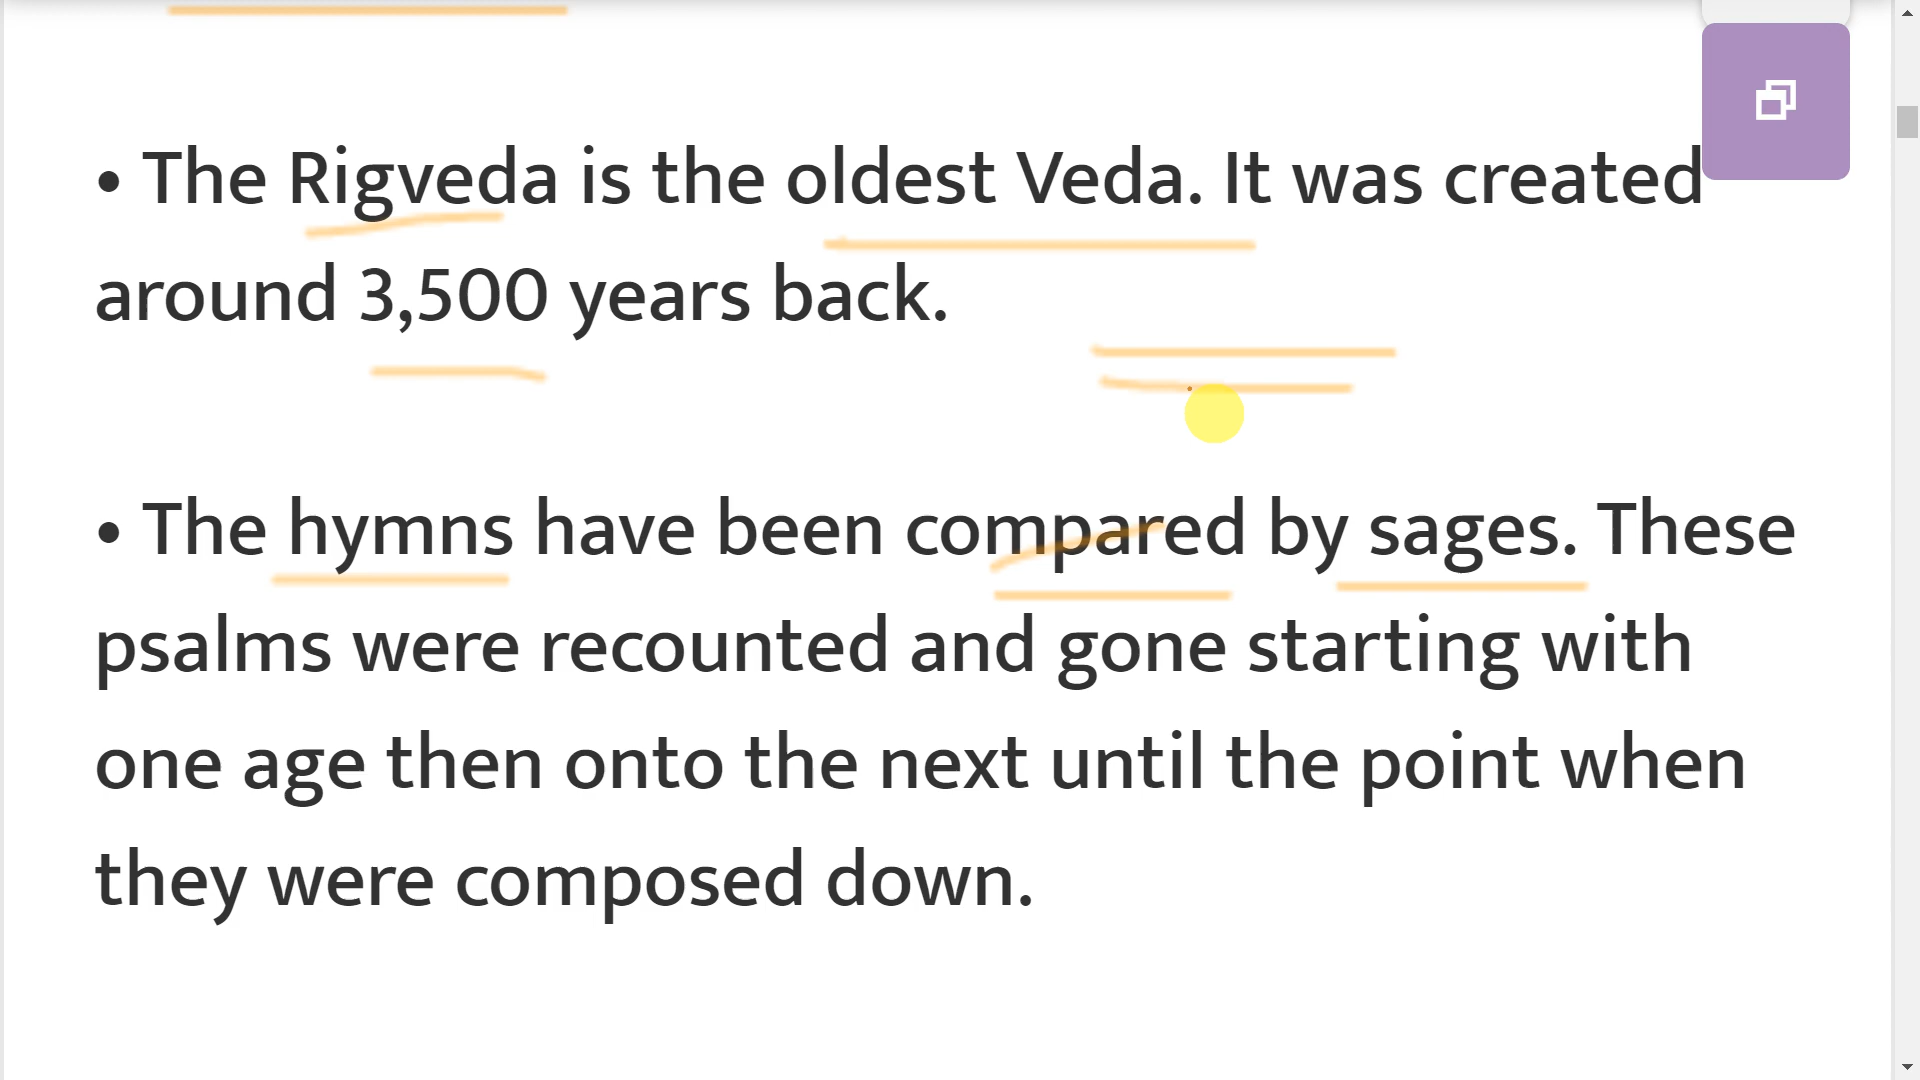 • The Rigveda is the oldest Veda. It was created
around 3,500 years back.
• The hymns have been compared by sages. These
psalms were recounted and gone starting with
one age then onto the next until the point when
they were composed down.